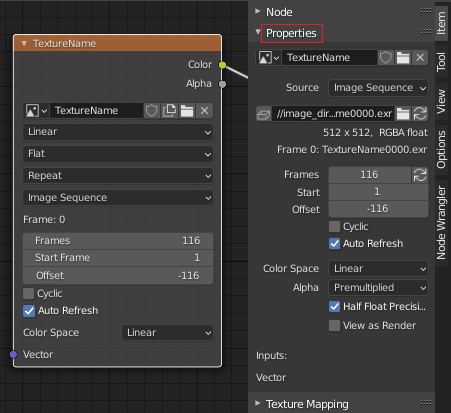 TextureName
Color
Alpha
TextureName
Linear
Flat
Repeat
Image Sequence
Frame: 0
Frames 116
Start Frame 1
Offset -116
Cyclic
Auto Refresh
Color Space Linear
Vector
Node
Properties
TextureName
Source Image Sequence
//image_dir...me0000.exr
512 x 512, RGBA float
Frame 0: TextureName0000.exr
Frames 116
Start 1
Offset -116
Cyclic
Auto Refresh
Color Space Linear
Alpha Premultiplied
Half Float Precisi...
View as Render
Inputs:
Vector
Texture Mapping
Item
Tool
View
Options
Node Wrangler